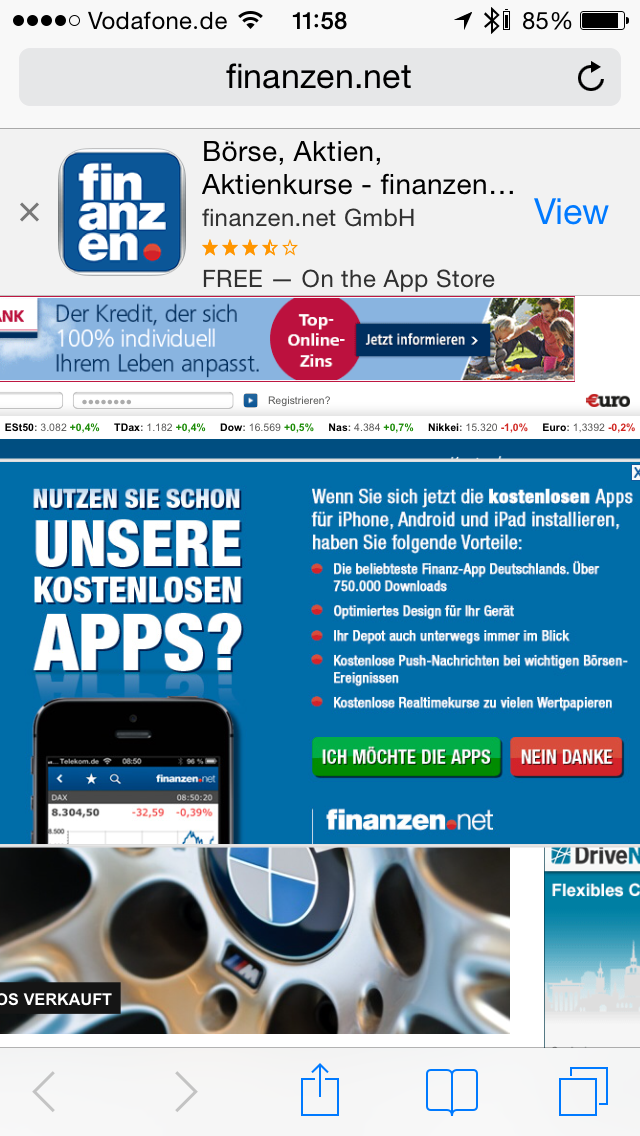 Vodafone.de 11:58 85%
finanzen.net
fin
anz
en
Börse, Aktien,
Aktienkurse - finanzen...
finanzen.net GmbH
FREE — On the App Store
View
ANK
Der Kredit, der sich
100% individuell
Ihrem Leben anpasst.
Top-
Online-
Zins
Jetzt informieren >
Registrieren?
€uro
ESt50: 3.082 +0,4% TDax: 1.182 +0,4% Dow: 16.569 +0,5% Nas: 4.384 +0,7% Nikkei: 15.320 -1,0% Euro: 1,3392 -0,2%
X
NUTZEN SIE SCHON
UNSERE
KOSTENLOSEN
APPS?
Wenn Sie sich jetzt die kostenlosen Apps
für iPhone, Android und iPad installieren,
haben Sie folgende Vorteile:
Die beliebteste Finanz-App Deutschlands. Über
750.000 Downloads
Optimiertes Design für Ihr Gerät
Ihr Depot auch unterwegs immer im Blick
Kostenlose Push-Nachrichten bei wichtigen Börsen-
Ereignissen
Kostenlose Realtimekurse zu vielen Wertpapieren
ICH MÖCHTE DIE APPS
NEIN DANKE
finanzen.net
Telekom.de 08:50 96 %
finanzen.net
DAX 08:50:20
8.304,50 -32,59 -0,39%
8.500
M
OS VERKAUFT
DriveN
Flexibles C